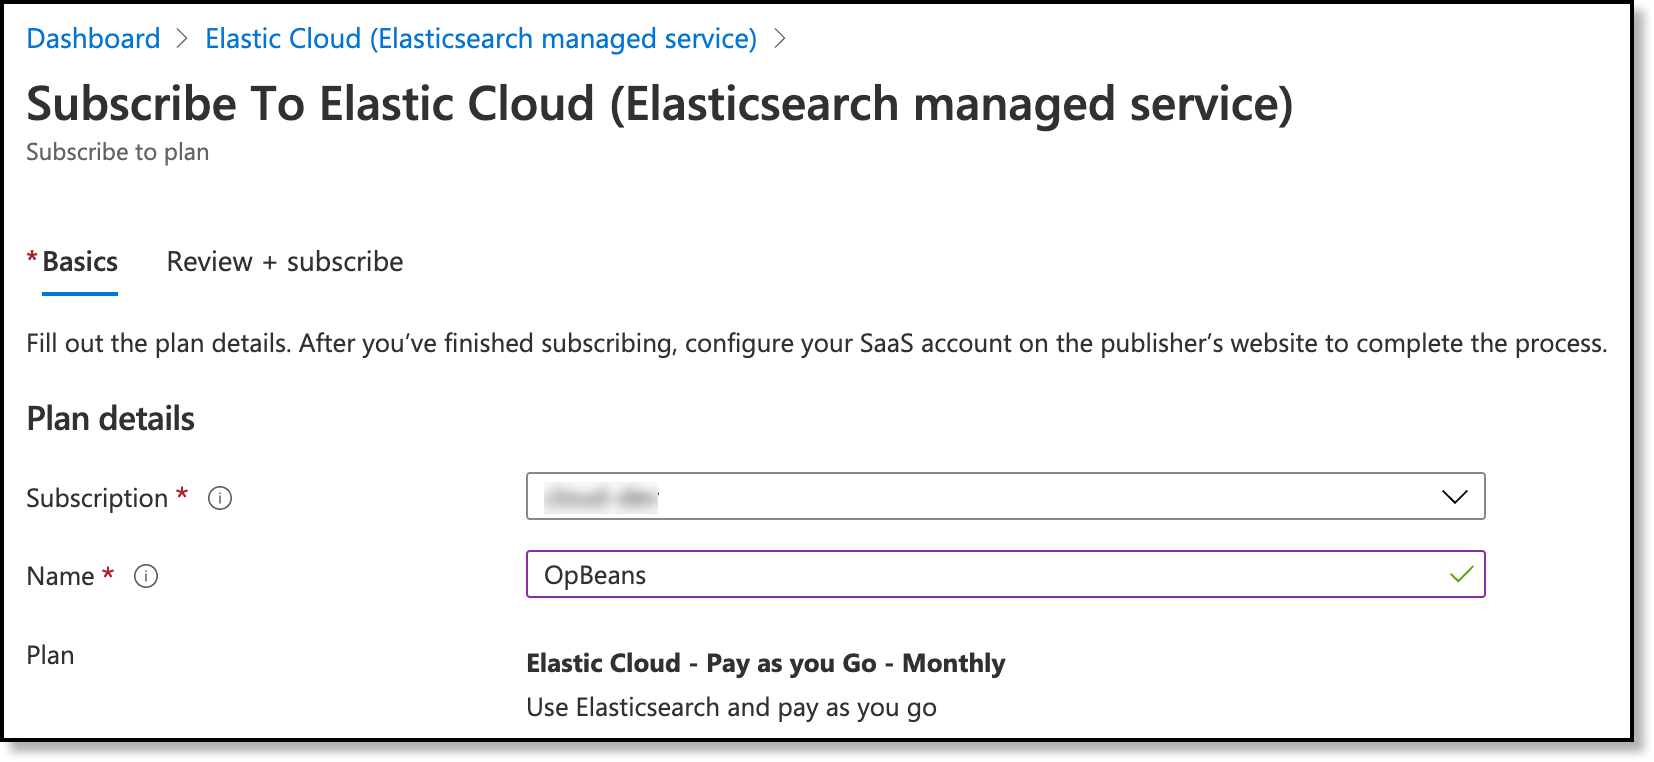 Dashboard > Elastic Cloud (Elasticsearch managed service) >
Subscribe To Elastic Cloud (Elasticsearch managed service)
Subscribe to plan
* Basics Review + subscribe
Fill out the plan details. After you’ve finished subscribing, configure your SaaS account on the publisher’s website to complete the process.
Plan details
Subscription *
Name * OpBeans
Plan
Elastic Cloud - Pay as you Go - Monthly
Use Elasticsearch and pay as you go